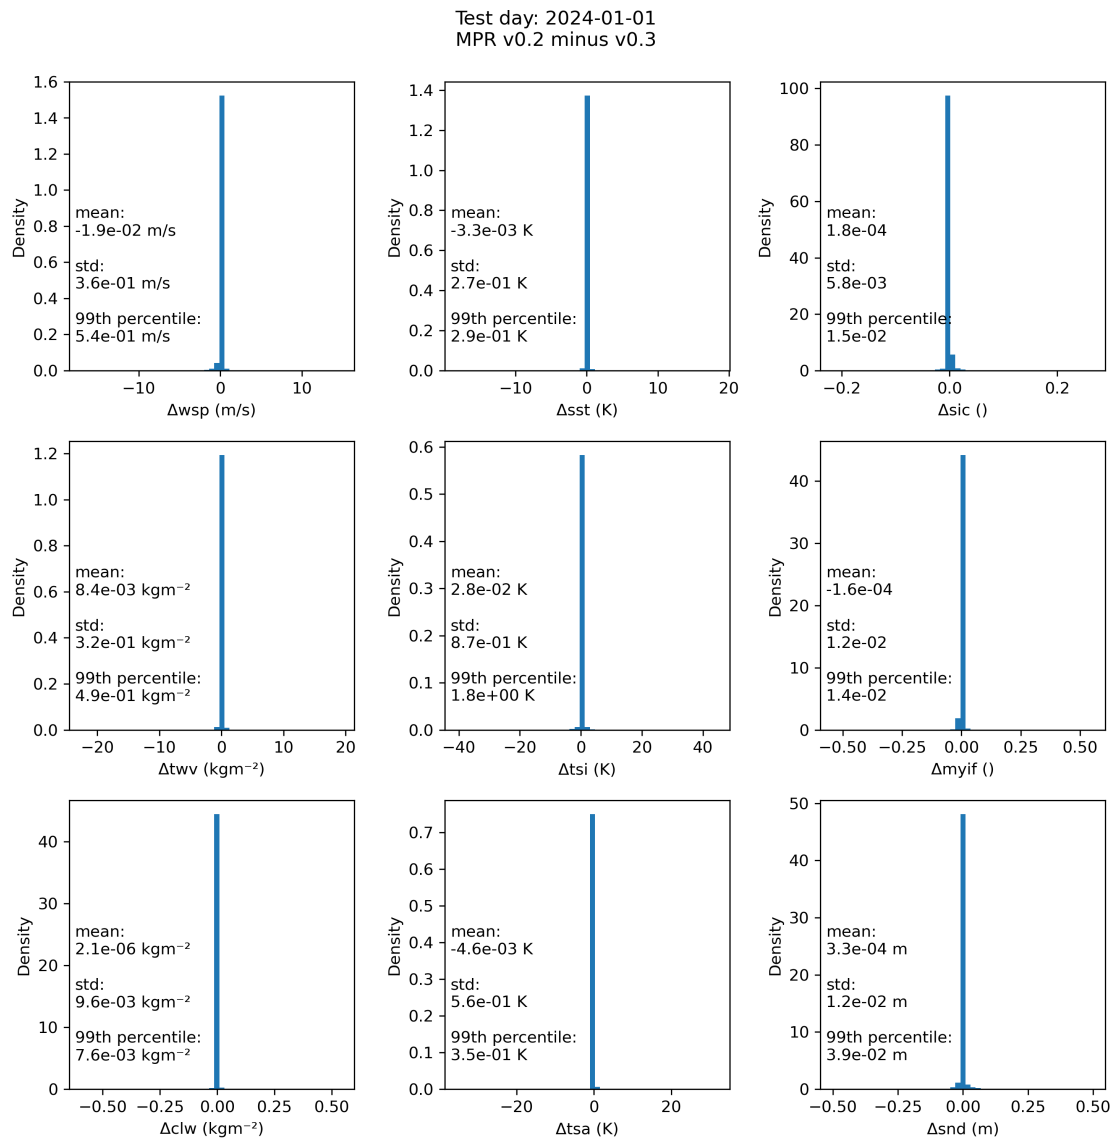 Test day: 2024-01-01
MPR v0.2 minus v0.3
1.6
1.4
1.2
1.0
0.8
0.6
0.4
0.2
0.0
Density
mean:
-1.9e-02 m/s
std:
3.6e-01 m/s
99th percentile:
5.4e-01 m/s
−10 0 10
Δwsp (m/s)
1.4
1.2
1.0
0.8
0.6
0.4
0.2
0.0
Density
mean:
-3.3e-03 K
std:
2.7e-01 K
99th percentile:
2.9e-01 K
−10 0 10 20
Δsst (K)
100
80
60
40
20
0
Density
mean:
1.8e-04
std:
5.8e-03
99th percentile:
1.5e-02
−0.2 0.0 0.2
Δsic ()
1.2
1.0
0.8
0.6
0.4
0.2
0.0
Density
mean:
8.4e-03 kgm⁻²
std:
3.2e-01 kgm⁻²
99th percentile:
4.9e-01 kgm⁻²
−20 −10 0 10 20
Δtwv (kgm⁻²)
0.6
0.5
0.4
0.3
0.2
0.1
0.0
Density
mean:
2.8e-02 K
std:
8.7e-01 K
99th percentile:
1.8e+00 K
−40 −20 0 20 40
Δtsi (K)
40
30
20
10
0
Density
mean:
-1.6e-04
std:
1.2e-02
99th percentile:
1.4e-02
−0.50 −0.25 0.00 0.25 0.50
Δmyif ()
40
30
20
10
0
Density
mean:
2.1e-06 kgm⁻²
std:
9.6e-03 kgm⁻²
99th percentile:
7.6e-03 kgm⁻²
−0.50 −0.25 0.00 0.25 0.50
Δclw (kgm⁻²)
0.7
0.6
0.5
0.4
0.3
0.2
0.1
0.0
Density
mean:
-4.6e-03 K
std:
5.6e-01 K
99th percentile:
3.5e-01 K
−20 0 20
Δtsa (K)
50
40
30
20
10
0
Density
mean:
3.3e-04 m
std:
1.2e-02 m
99th percentile:
3.9e-02 m
−0.50 −0.25 0.00 0.25 0.50
Δsnd (m)